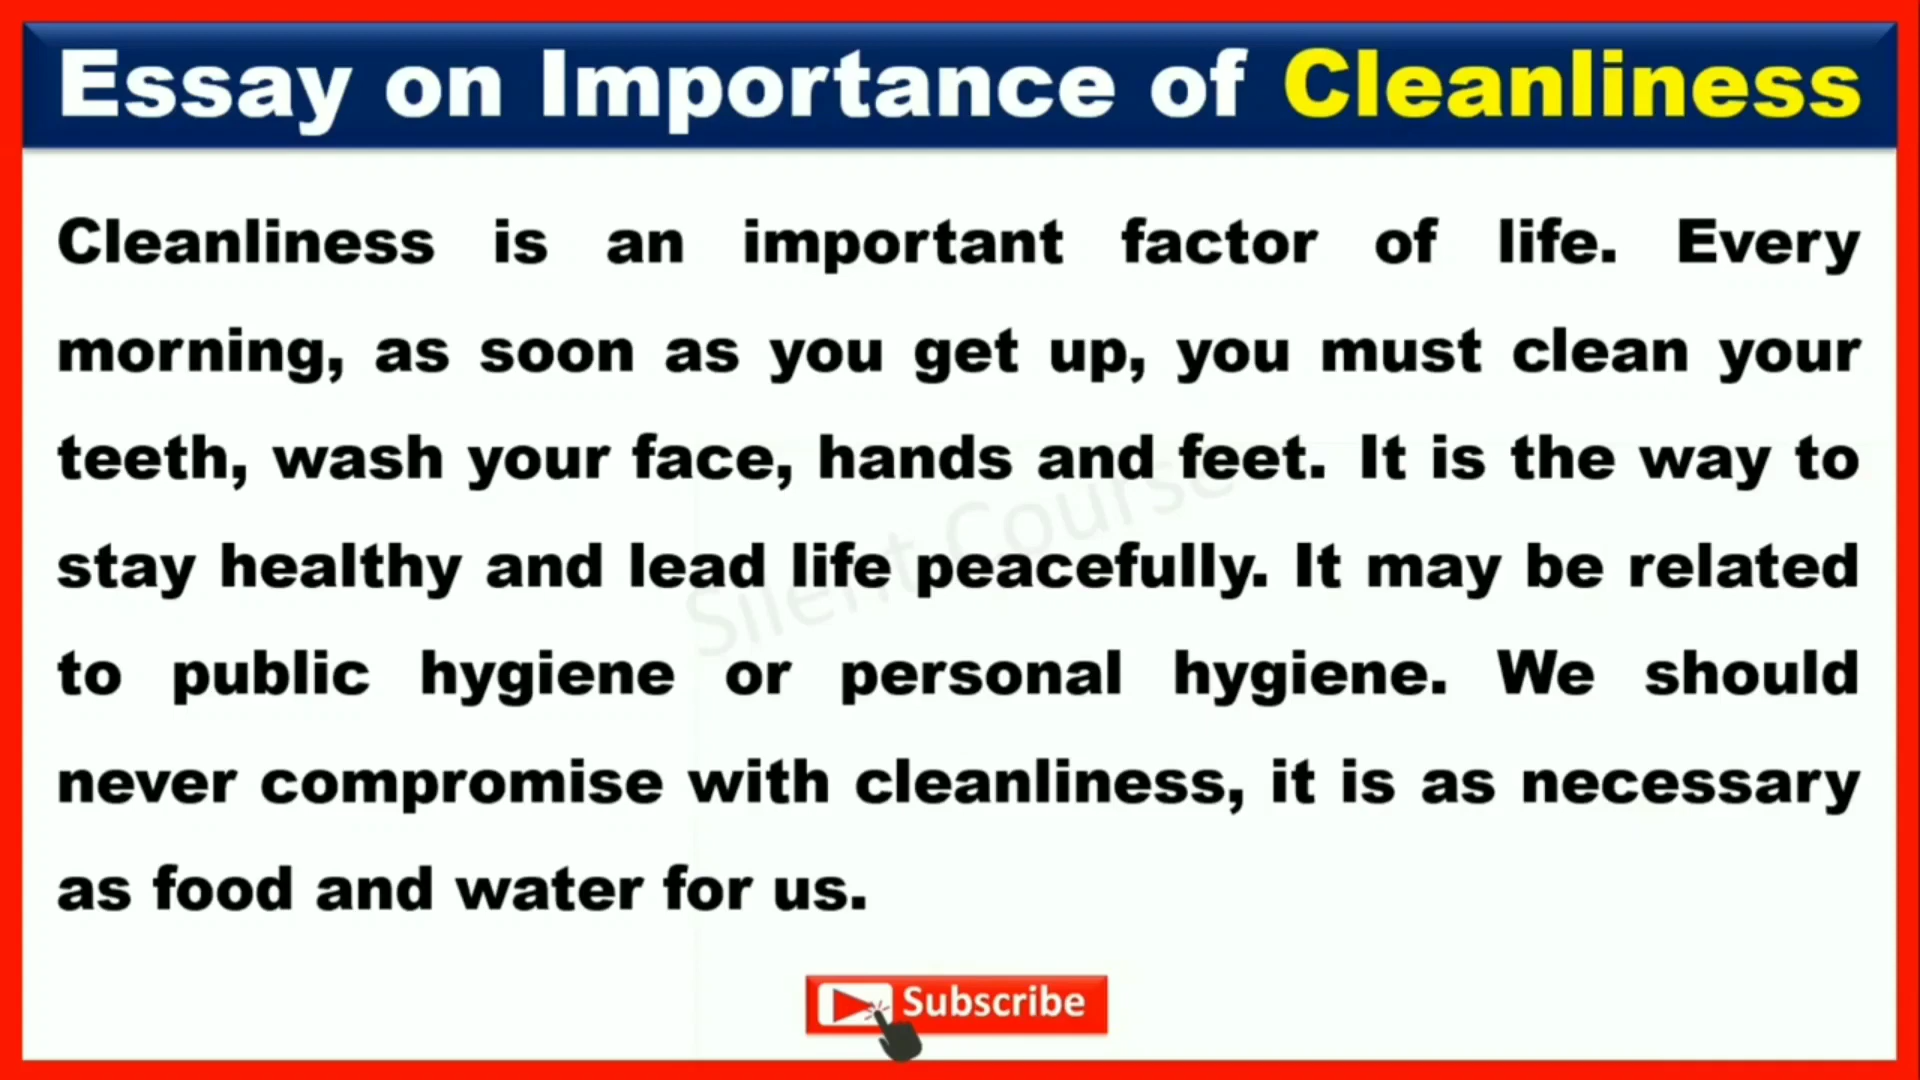 Essay on Importance of Cleanliness
Cleanliness is an important factor of life. Every
morning, as soon as you get up, you must clean your
teeth, wash your face, hands and feet. It is the way to
stay healthy and lead life peacefully. It may be related
to public hygiene or personal hygiene. We should
never compromise with cleanliness, it is as necessary
as food and water for us.
Silent Course
Subscribe